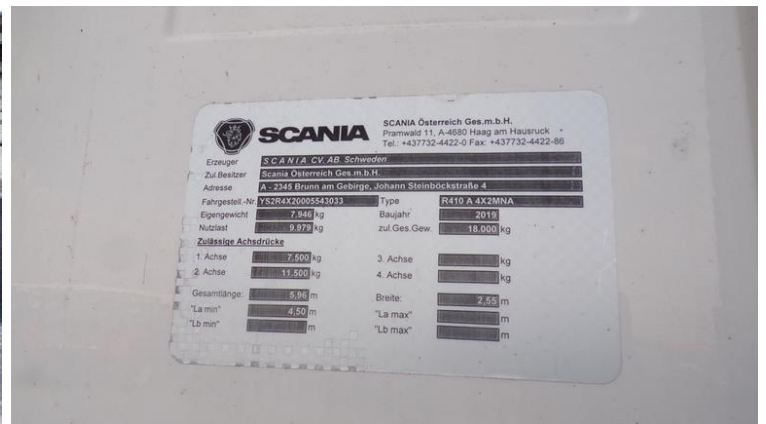 SCANIA
SCANIA Österreich Ges.m.b.H.
Pramwald 11, A-4680 Haag am Hausruck
Tel.: +437732-4422-0 Fax: +437732-4422-86
Erzeuger SCANIA CV. AB. Schweden
Zul.Besitzer Scania Österreich Ges.m.b.H.
Adresse A - 2345 Brunn am Gebirge, Johann Steinböckstraße 4
Fahrgestell.-Nr. YS2R4X20005543033 Type R410 A 4X2MNA
Eigengewicht 7.946 kg Baujahr 2019
Nutzlast 9.979 kg zul.Ges.Gew. 18.000 kg
Zulässige Achsdrücke
1. Achse 7.500 kg 3. Achse kg
2. Achse 11.500 kg 4. Achse kg
Gesamtlänge: 5,96 m Breite: 2,55 m
"La min" 4,50 m "La max" m
"Lb min" m "Lb max" m